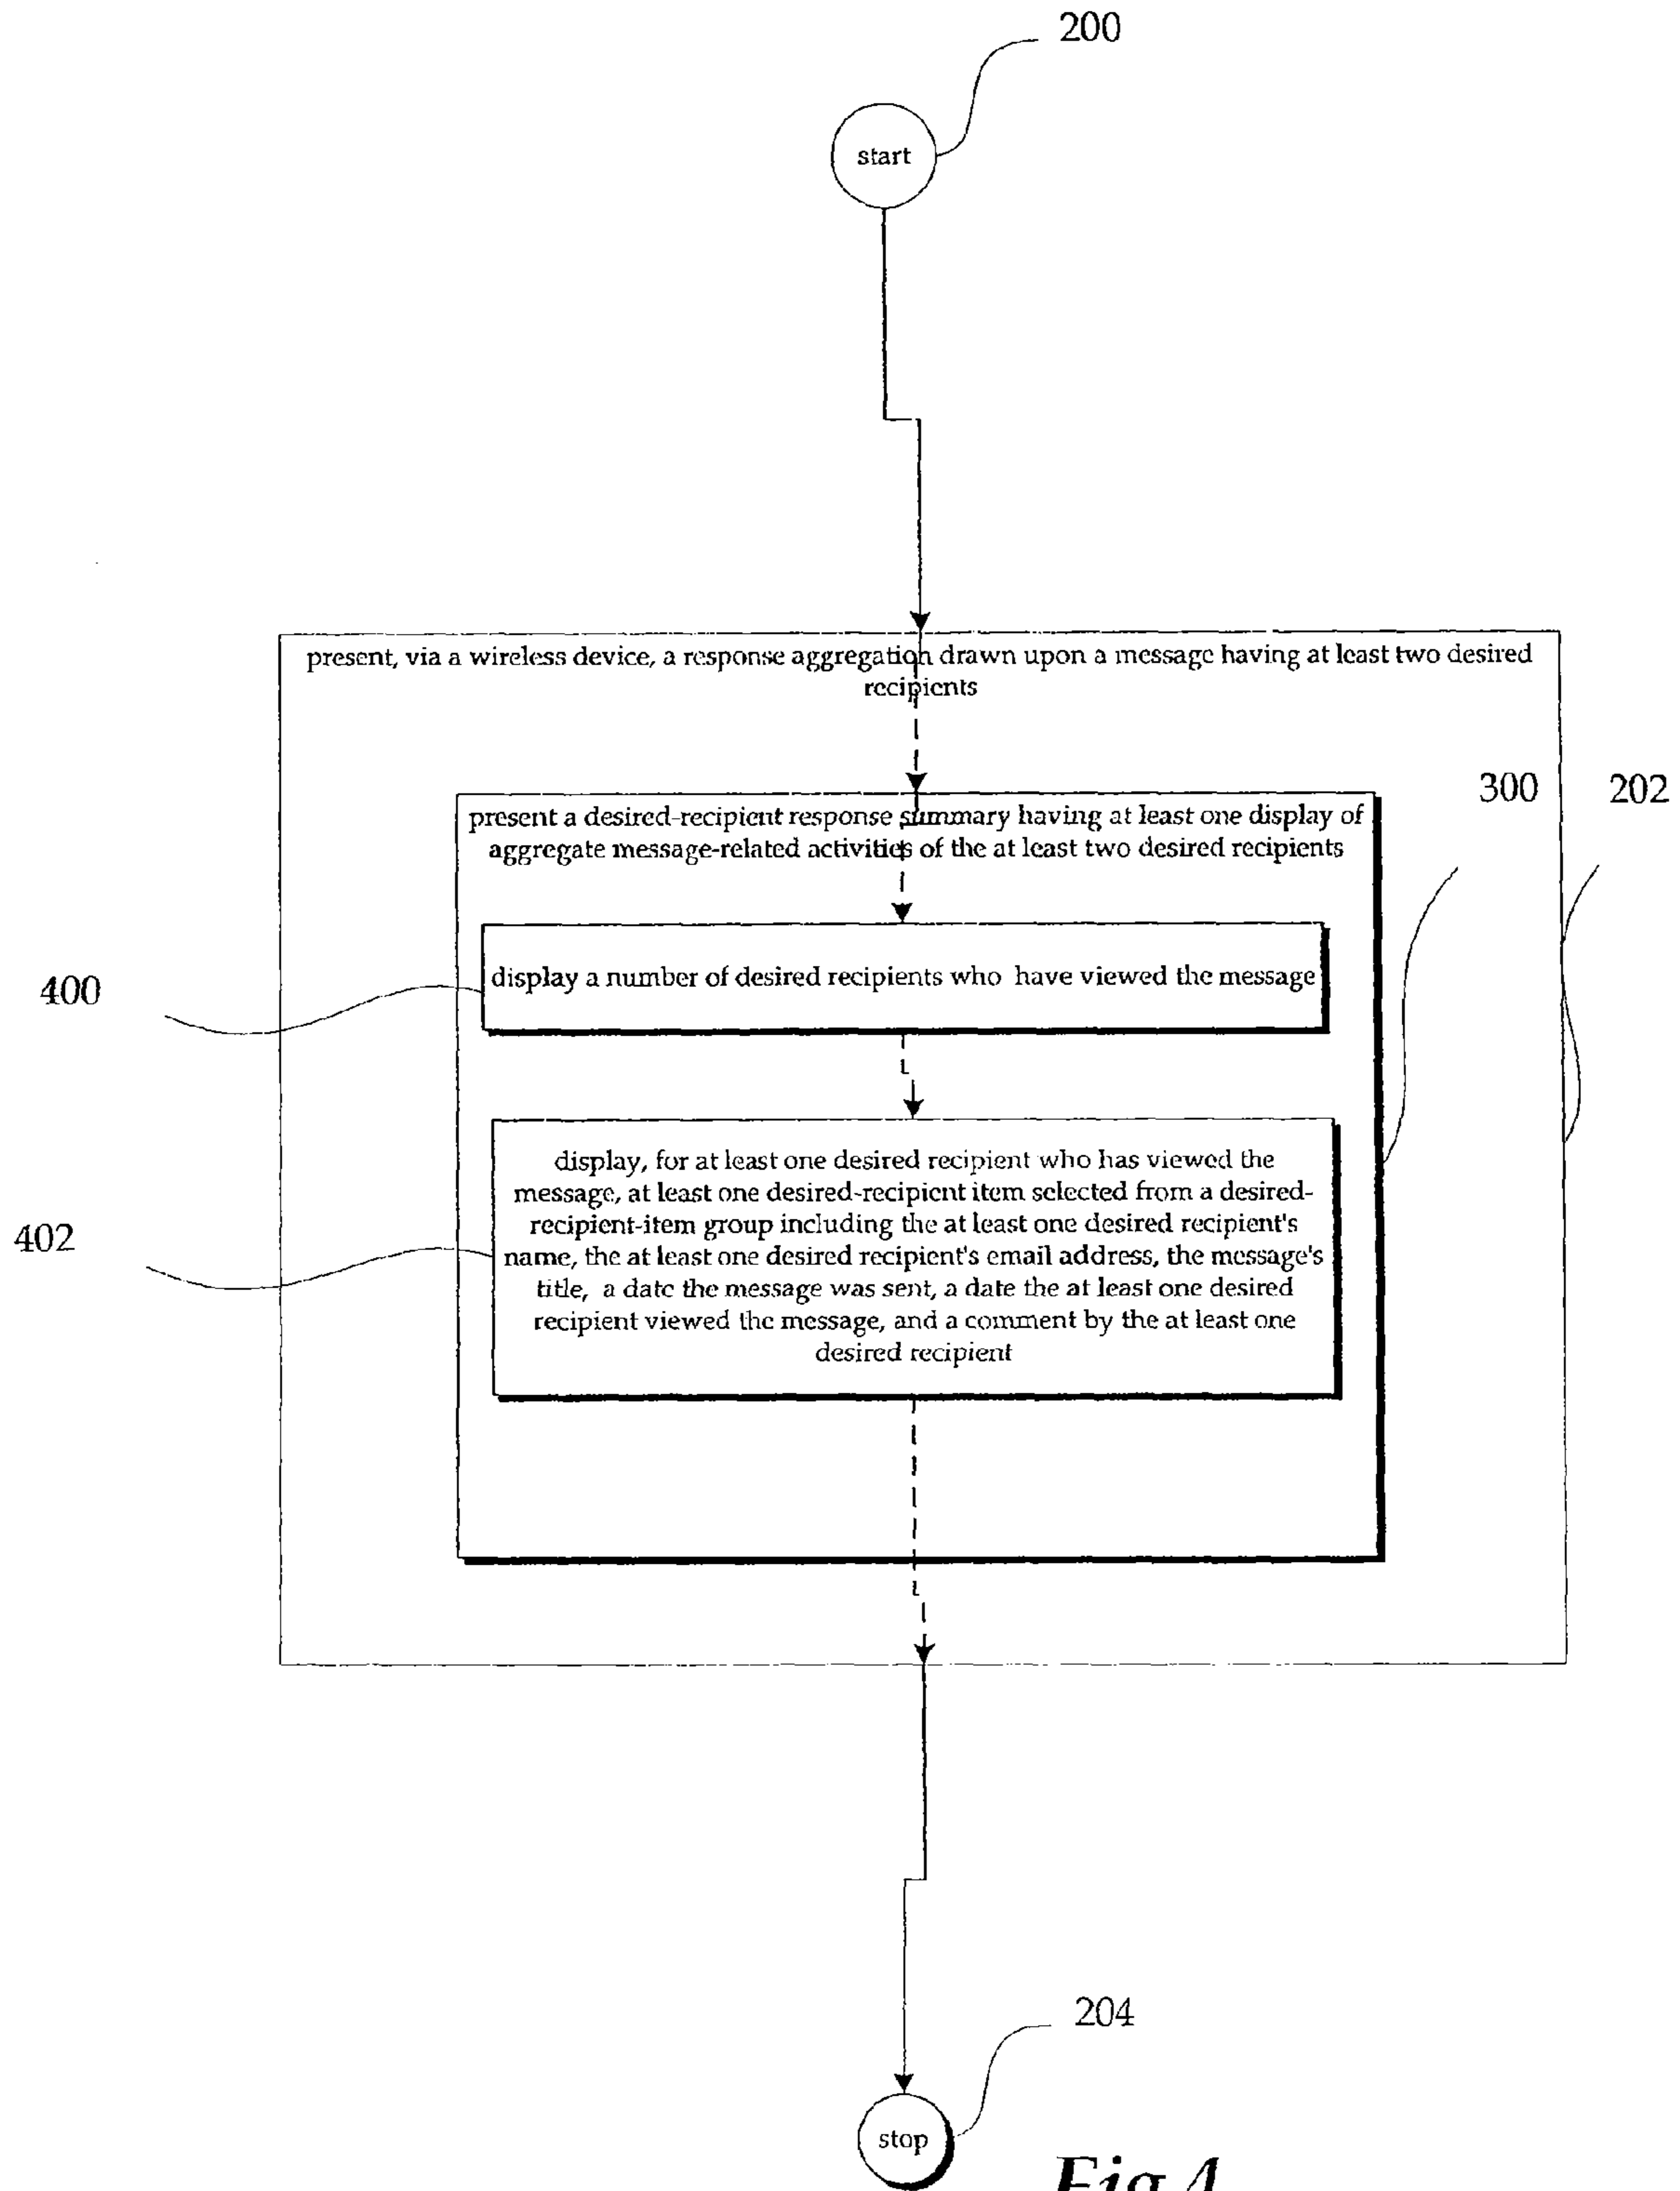 200
start
present, via a wireless device, a response aggregation drawn upon a message having at least two desired
recipients
300
202
present a desired-recipient response summary having at least one display of
aggregate message-related activities of the at least two desired recipients
400
display a number of desired recipients who have viewed the message
402
display, for at least one desired recipient who has viewed the
message, at least one desired-recipient item selected from a desired-
recipient-item group including the at least one desired recipient's
name, the at least one desired recipient's email address, the message's
title, a date the message was sent, a date the at least one desired
recipient viewed the message, and a comment by the at least one
desired recipient
204
stop
Fig 4